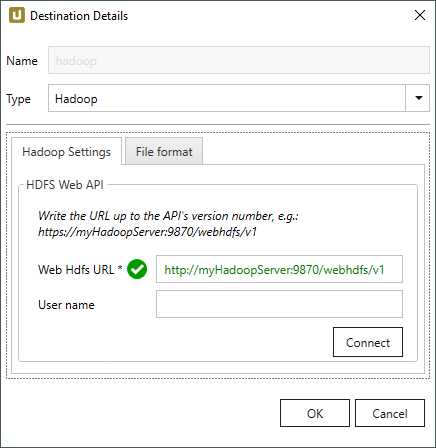 Destination Details
Name hadoop
Type Hadoop
Hadoop Settings File format
HDFS Web API
Write the URL up to the API's version number, e.g.:
https://myHadoopServer:9870/webhdfs/v1
Web Hdfs URL * http://myHadoopServer:9870/webhdfs/v1
User name
Connect
OK Cancel